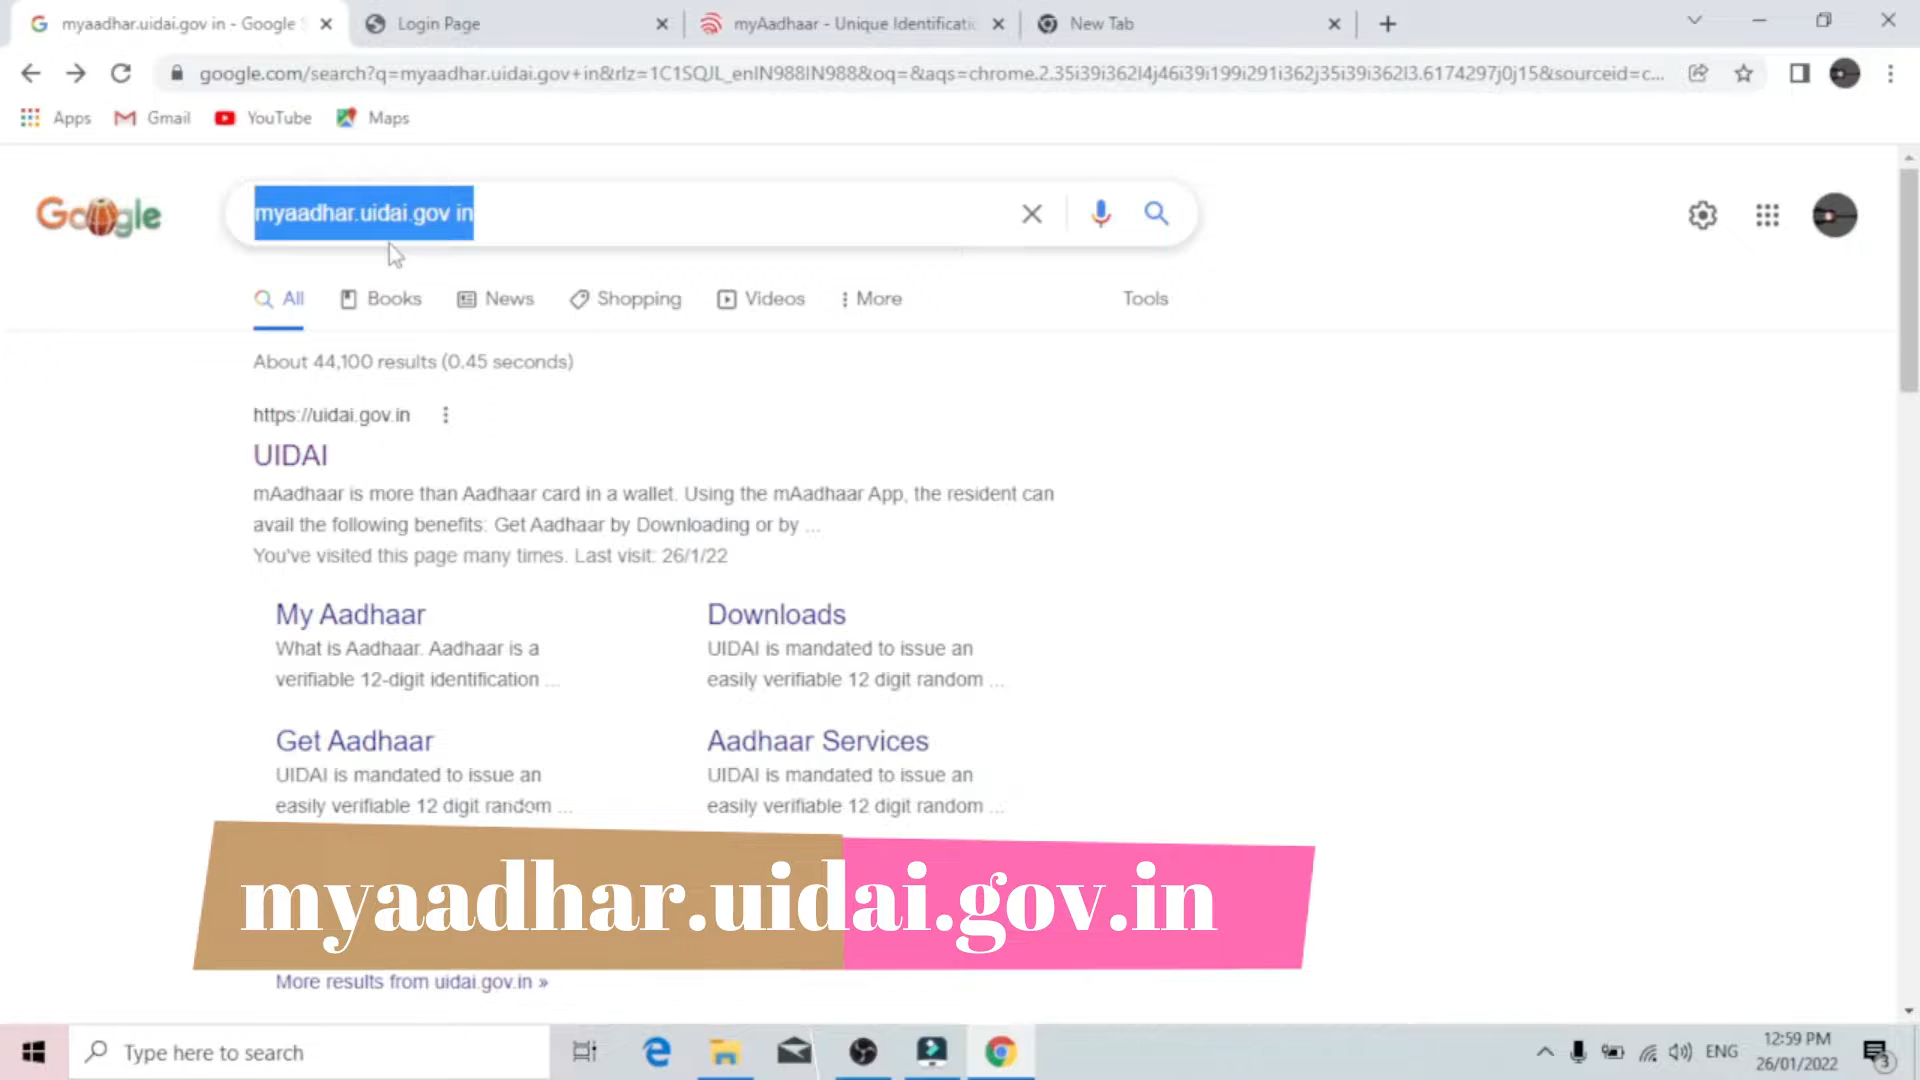 myaadhar.uidai.gov in - Google S
Login Page
myAadhaar - Unique Identificatic
New Tab
google.com/search?q=myaadhar.uidai.gov+in&rlz=1C1SQJL_enIN988IN988&oq=&aqs=chrome.2.35i39i362l4j46i39i199i291i362j35i39i362l3.6174297j0j15&sourceid=c...
Apps
Gmail
YouTube
Maps
Google
myaadhar.uidai.gov in
All
Books
News
Shopping
Videos
More
Tools
About 44,100 results (0.45 seconds)
https://uidai.gov.in
UIDAI
mAadhaar is more than Aadhaar card in a wallet. Using the mAadhaar App, the resident can
avail the following benefits: Get Aadhaar by Downloading or by ...
You've visited this page many times. Last visit: 26/1/22
My Aadhaar
What is Aadhaar. Aadhaar is a
verifiable 12-digit identification ...
Downloads
UIDAI is mandated to issue an
easily verifiable 12 digit random ...
Get Aadhaar
UIDAI is mandated to issue an
easily verifiable 12 digit random ...
Aadhaar Services
UIDAI is mandated to issue an
easily verifiable 12 digit random ...
myaadhar.uidai.gov.in
More results from uidai.gov.in »
Type here to search
ENG
12:59 PM
26/01/2022
3